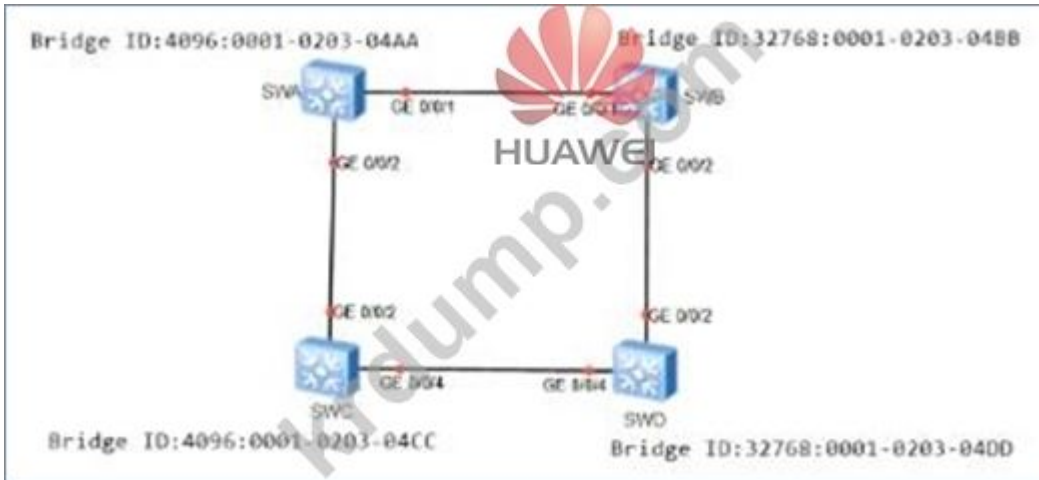 Bridge ID:4096:0001-0203-04AA
Bridge ID:32768:0001-0203-04BB
SWA
GE 0/0/1
GE 0/0/1
SWB
GE 0/0/2
HUAWEI
GE 0/0/2
krdump.com
GE 0/0/2
GE 0/0/2
GE 0/0/4
GE 0/0/4
SWC
SWD
Bridge ID:4096:0001-0203-04CC
Bridge ID:32768:0001-0203-04DD